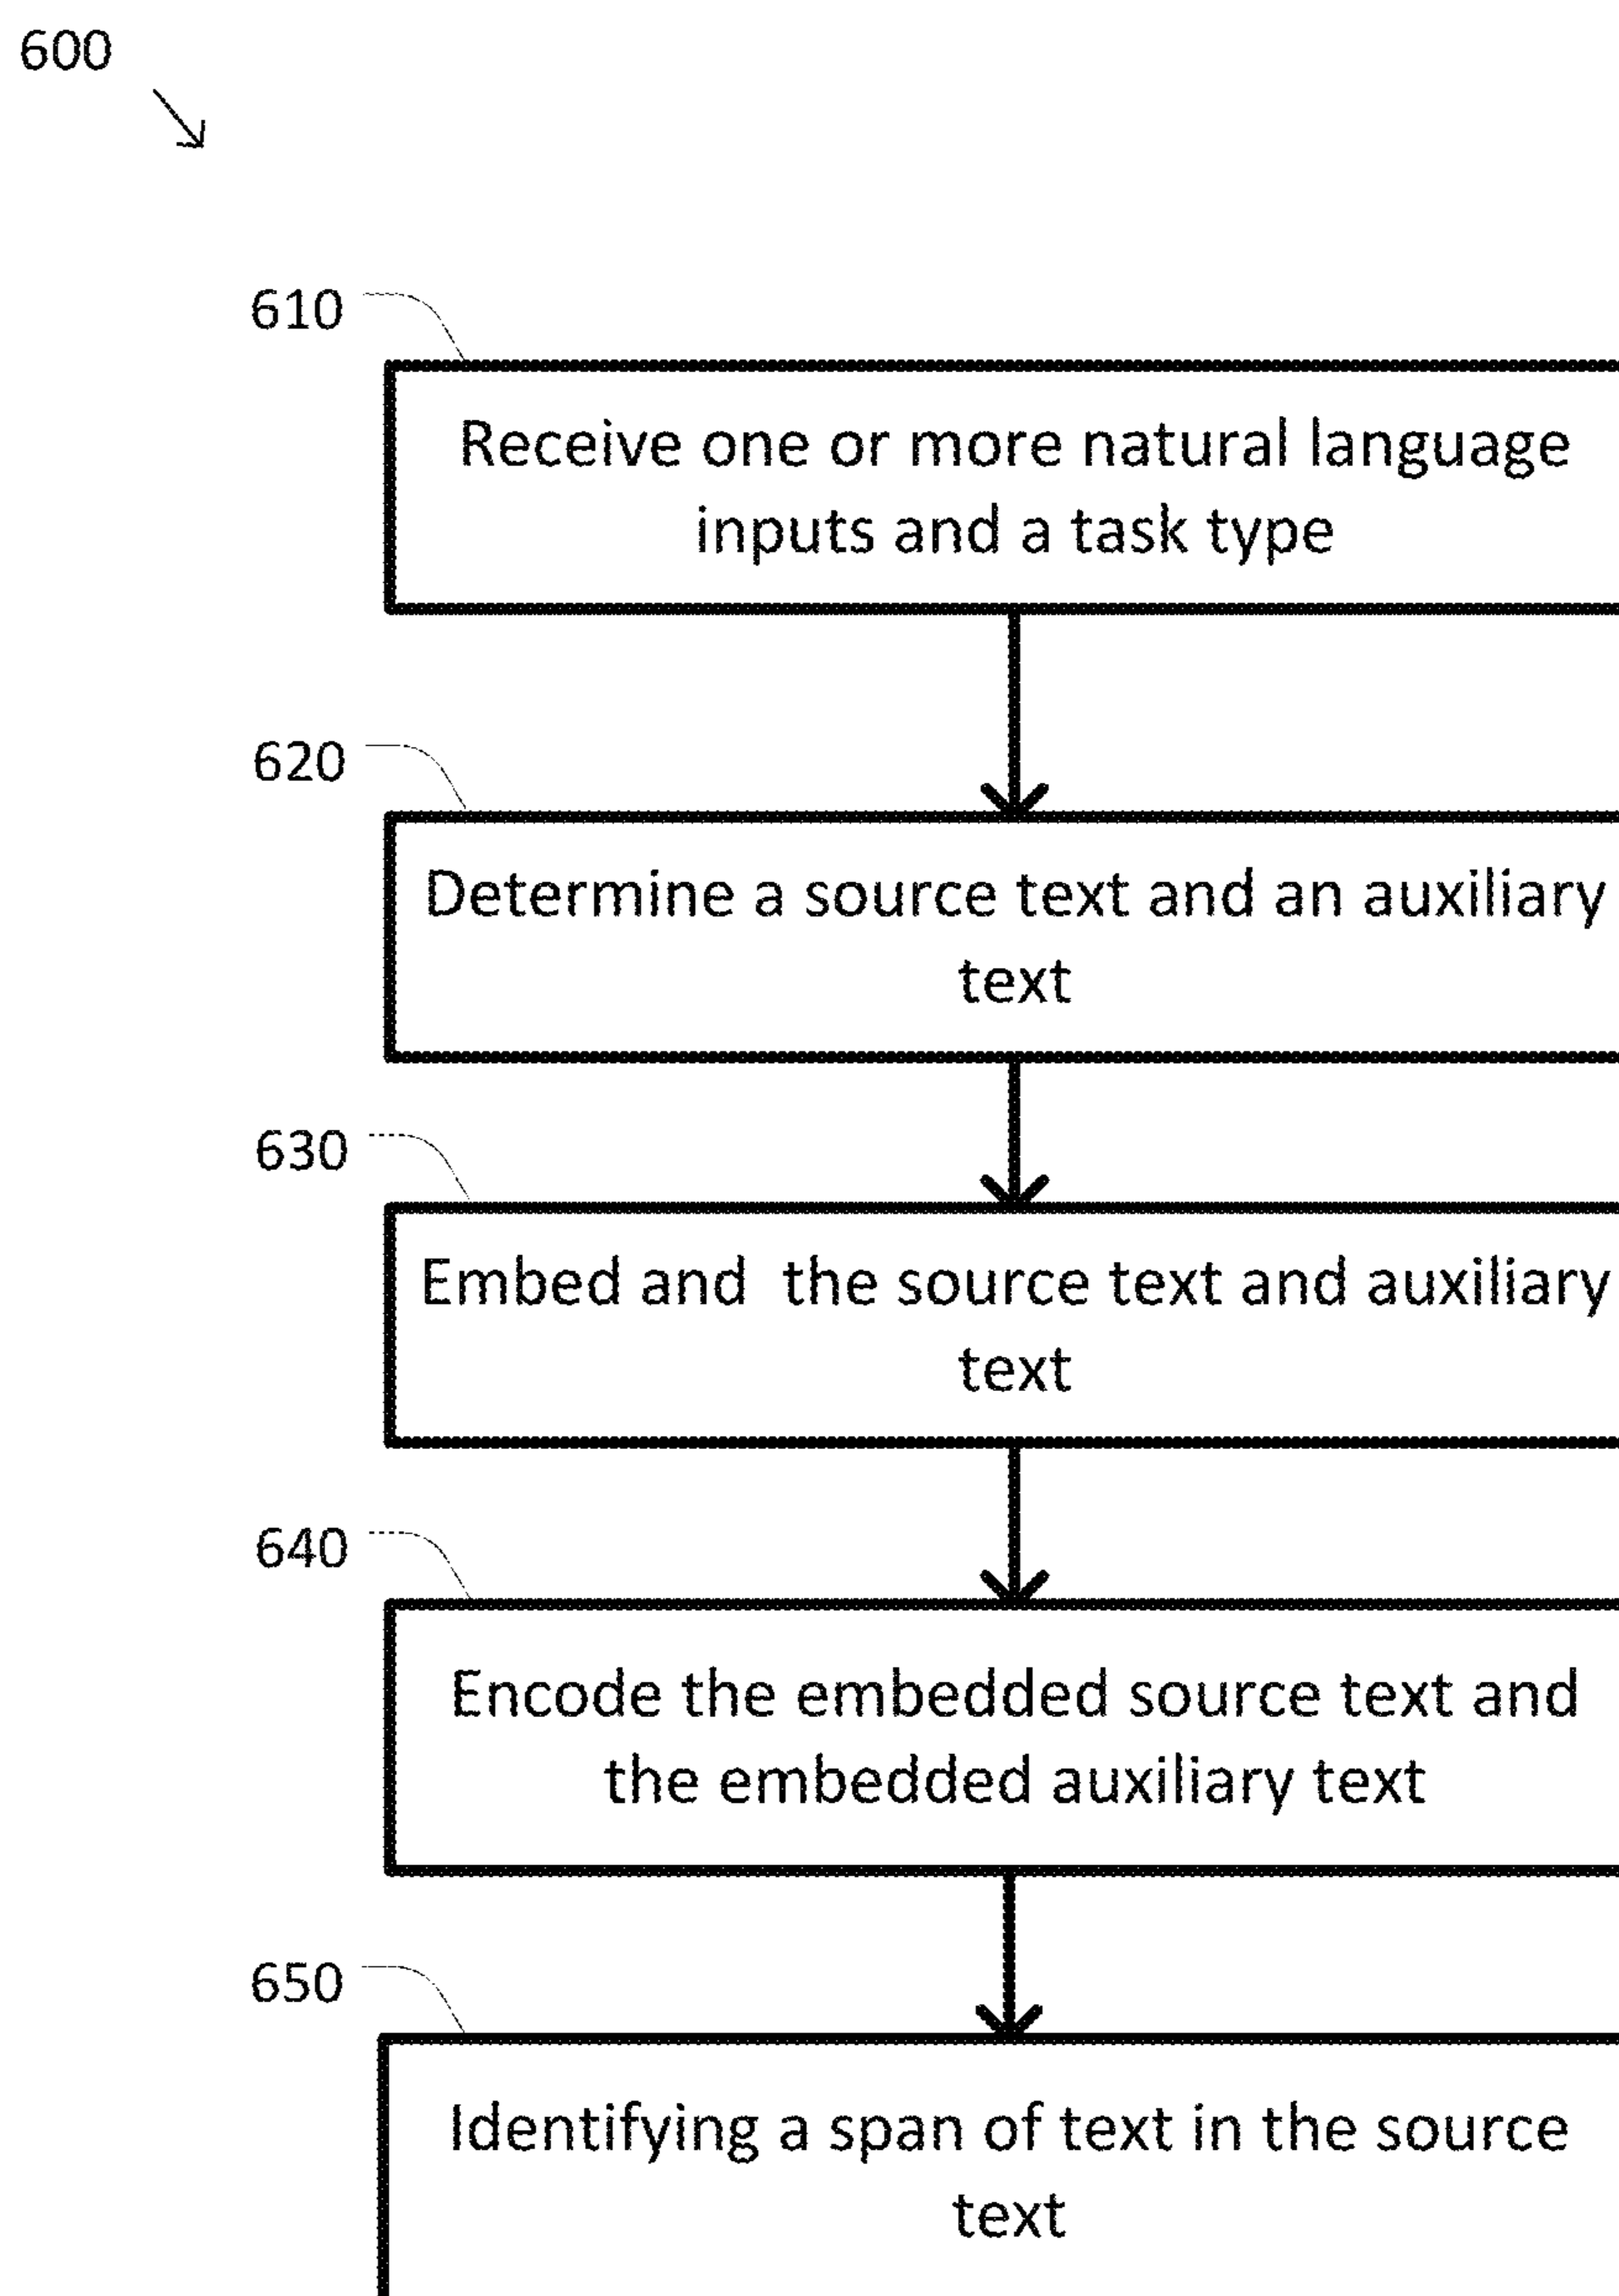 600
610
Receive one or more natural language
inputs and a task type
620
Determine a source text and an auxiliary
text
630
Embed and  the source text and auxiliary
text
640
Encode the embedded source text and
the embedded auxiliary text
650
Identifying a span of text in the source
text